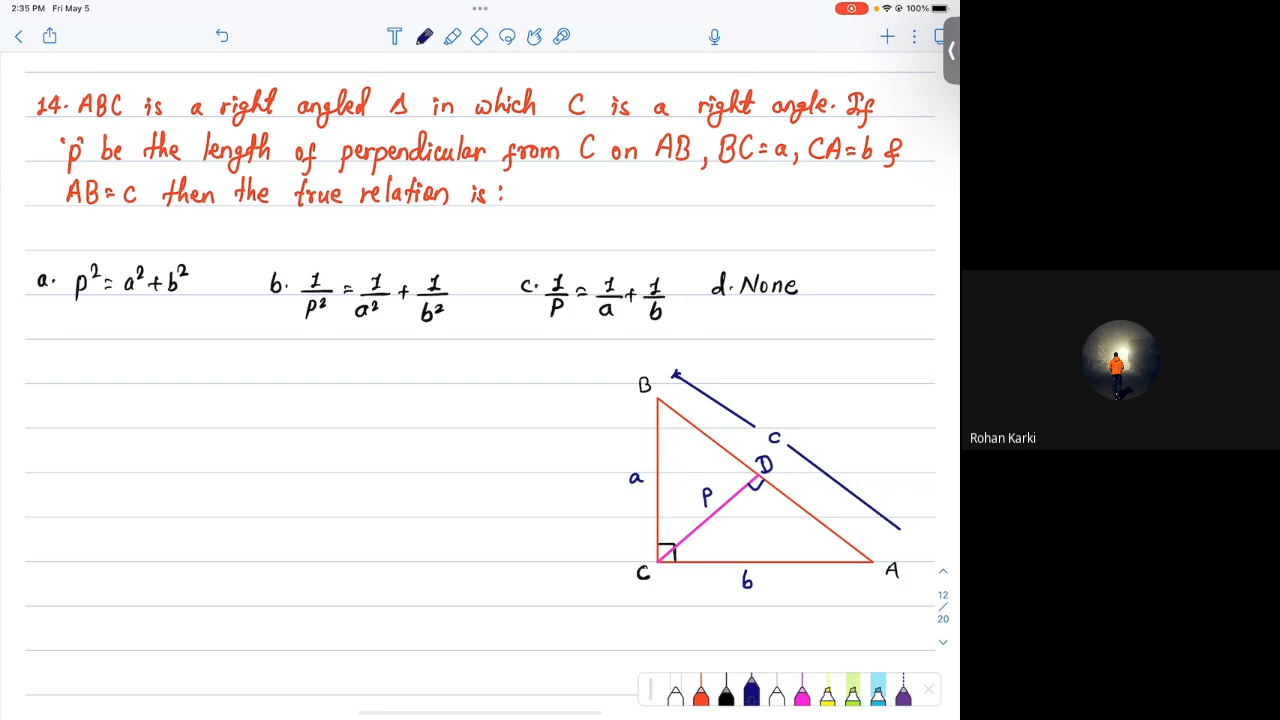 2:35 PM Fri May 5
100%
14. ABC is a right angled Δ in which C is a right angle. If
'p' be the length of perpendicular from C on AB, BC=a, CA=b &
AB=c then the true relation is:
a. p² = a² + b² b. 1/p² = 1/a² + 1/b² c. 1/p = 1/a + 1/b d. None
B
c
D
a
p
C
b
A
12
/
20
Rohan Karki